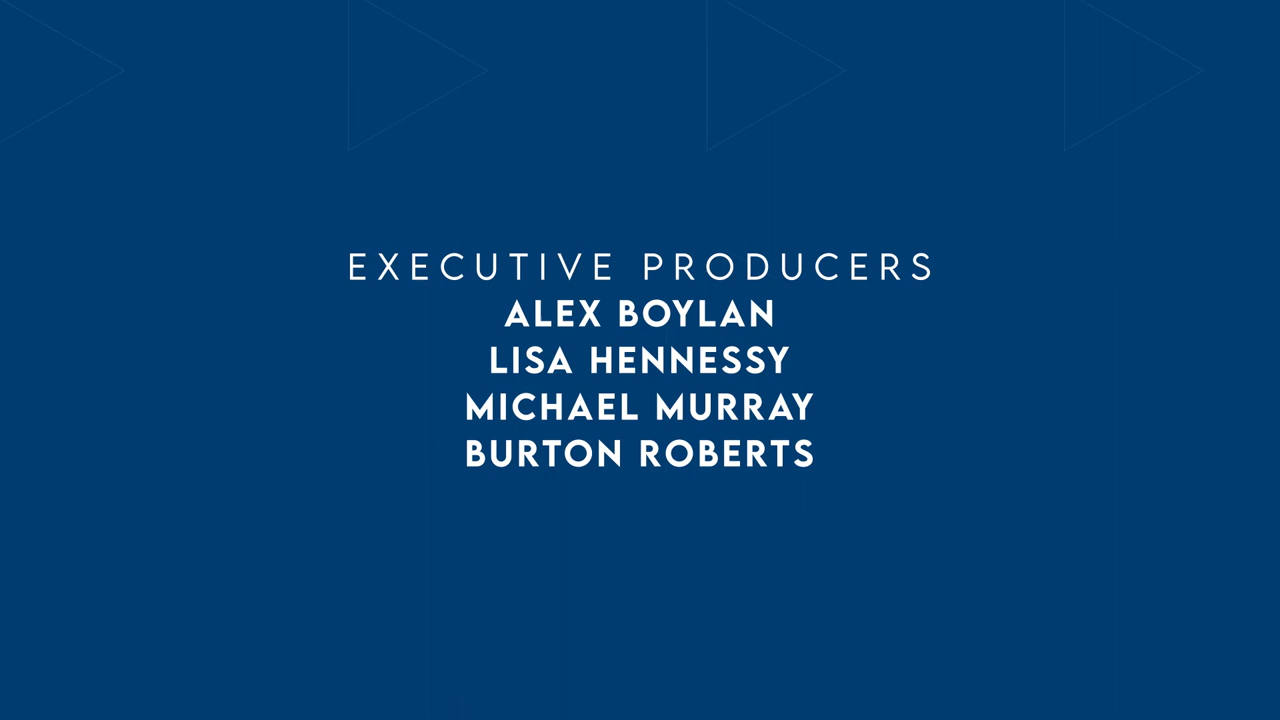 EXECUTIVE PRODUCERS
ALEX BOYLAN
LISA HENNESSY
MICHAEL MURRAY
BURTON ROBERTS